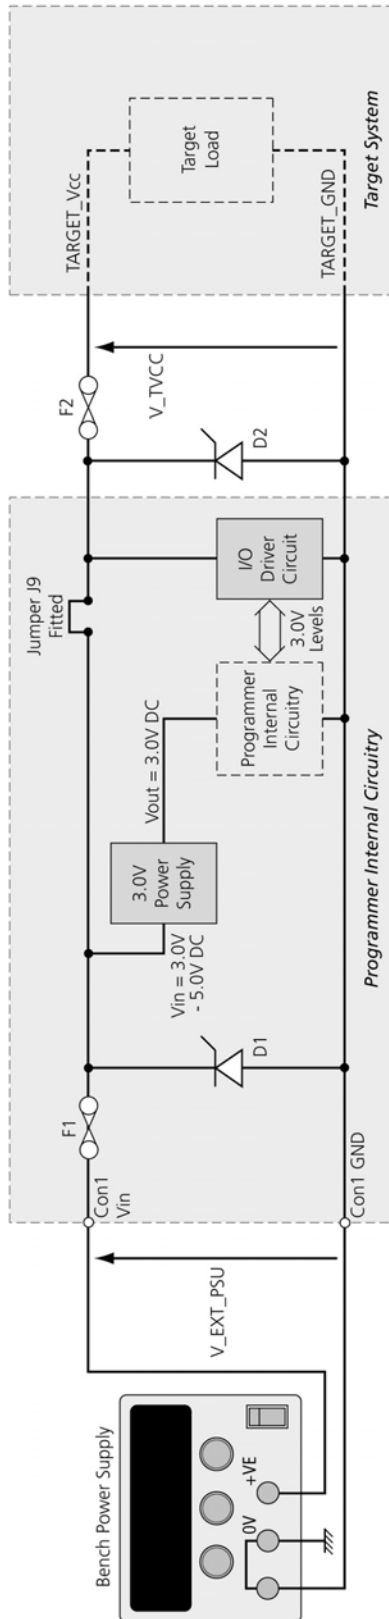 Bench Power Supply
0V
+VE
V_EXT_PSU
Con1
Vin
Con1 GND
F1
D1
Vin = 3.0V
- 5.0V DC
3.0V
Power
Supply
Vout = 3.0V DC
Programmer
Internal
Circuitry
3.0V
Levels
I/O
Driver
Circuit
Jumper J9
Fitted
Programmer Internal Circuitry
D2
F2
V_TVCC
TARGET_Vcc
Target
Load
TARGET_GND
Target System